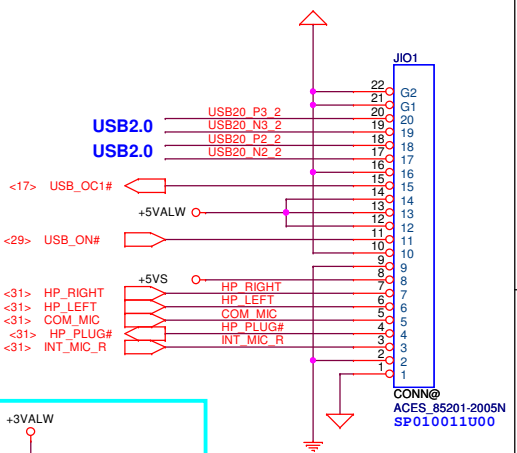 JIO1
22 G2
21 G1
USB20_P3_2 20 20
USB2.0 USB20_N3_2 19 19
USB20_P2_2 18 18
USB2.0 USB20_N2_2 17 17
16 16
<17> USB_OC1# 15 15
14 14
+5VALW 13 13
12 12
<29> USB_ON# 11 11
10 10
9 9
+5VS 8 8
<31> HP_RIGHT HP_RIGHT 7 7
<31> HP_LEFT HP_LEFT 6 6
<31> COM_MIC COM_MIC 5 5
<31> HP_PLUG# HP_PLUG# 4 4
<31> INT_MIC_R INT_MIC_R 3 3
2 2
1 1
CONN@
ACES_85201-2005N
SP010011U00
+3VALW